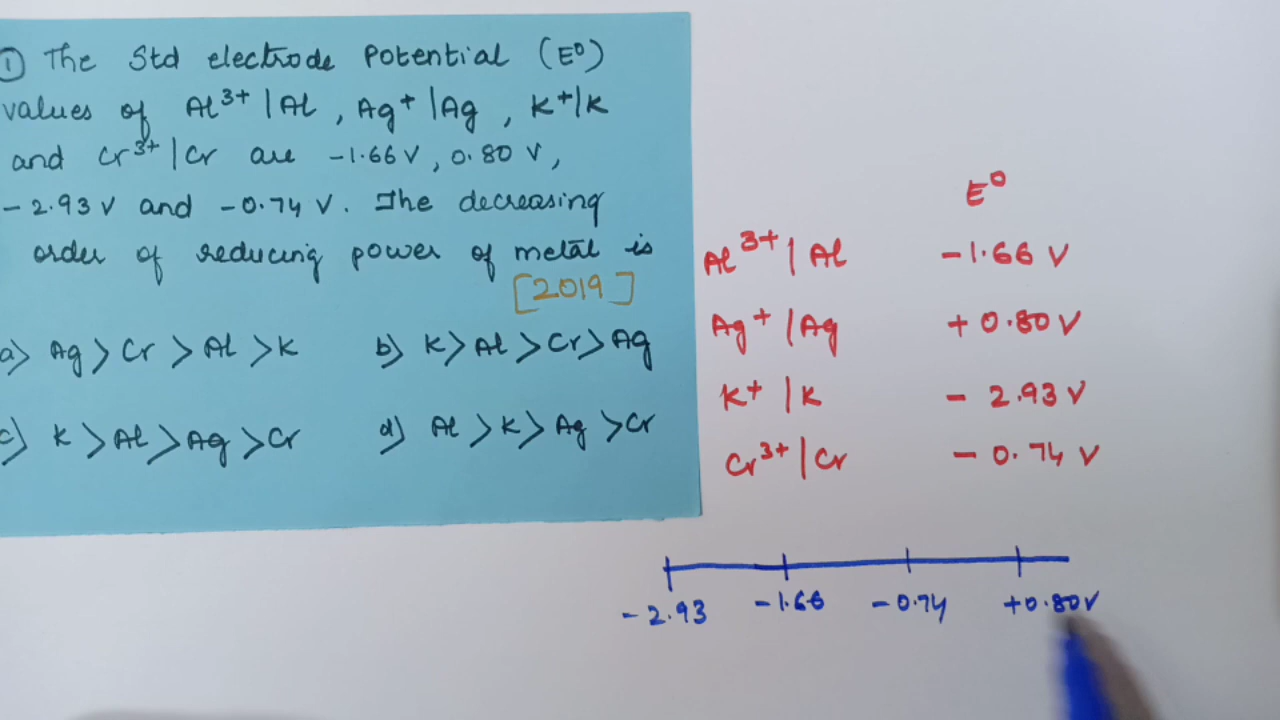 ① The Std electrode Potential (E⁰)
values of Al³⁺|Al, Ag⁺|Ag, K⁺|K
and Cr³⁺|Cr are -1.66V, 0.80 V,
-2.93 V and -0.74 V. The decreasing
order of reducing power of metal is
[2019]
a) Ag > Cr > Al > K b) K > Al > Cr > Ag
c) K > Al > Ag > Cr d) Al > K > Ag > Cr
E⁰
Al³⁺|Al -1.66 V
Ag⁺|Ag +0.80 V
K⁺|K -2.93 V
Cr³⁺|Cr -0.74 V
-2.93 -1.66 -0.74 +0.80V